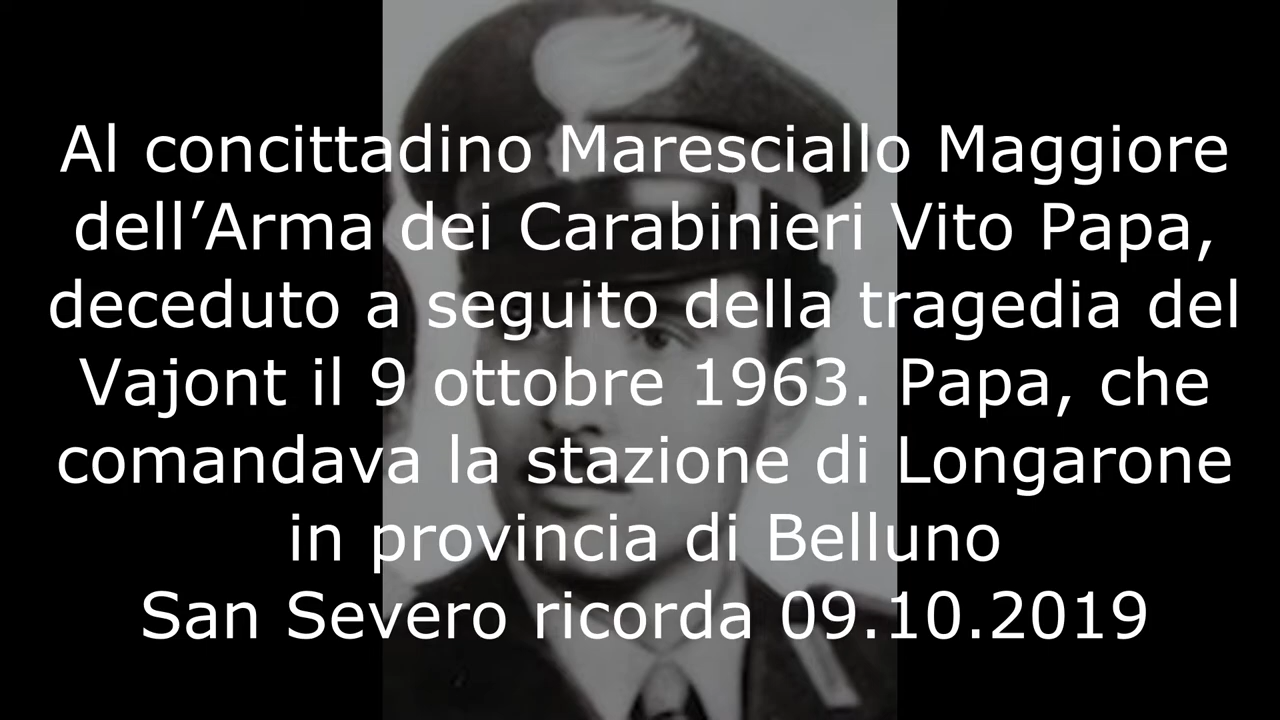 Al concittadino Maresciallo Maggiore
dell’Arma dei Carabinieri Vito Papa,
deceduto a seguito della tragedia del
Vajont il 9 ottobre 1963. Papa, che
comandava la stazione di Longarone
in provincia di Belluno
San Severo ricorda 09.10.2019